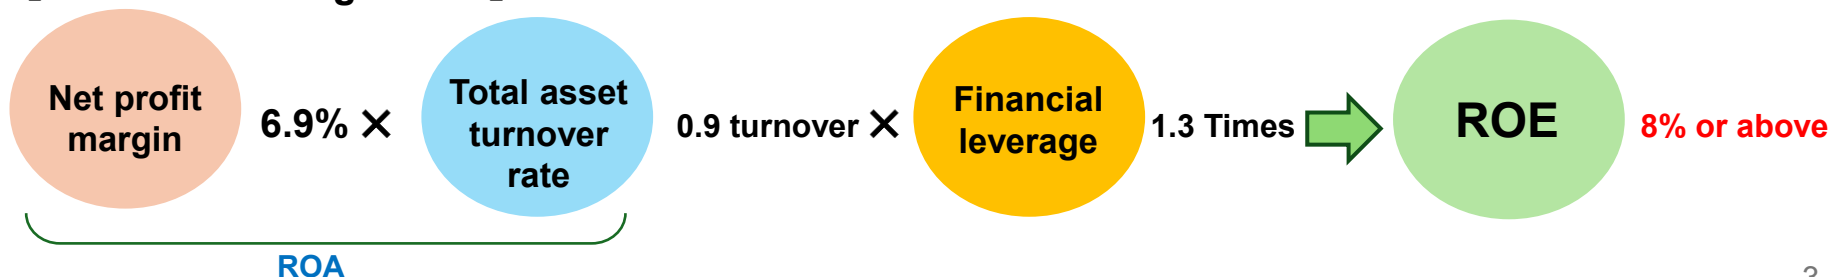 Net profit
margin
6.9% ×
Total asset
turnover
rate
0.9 turnover ×
Financial
leverage
1.3 Times
ROE
8% or above
ROA
3